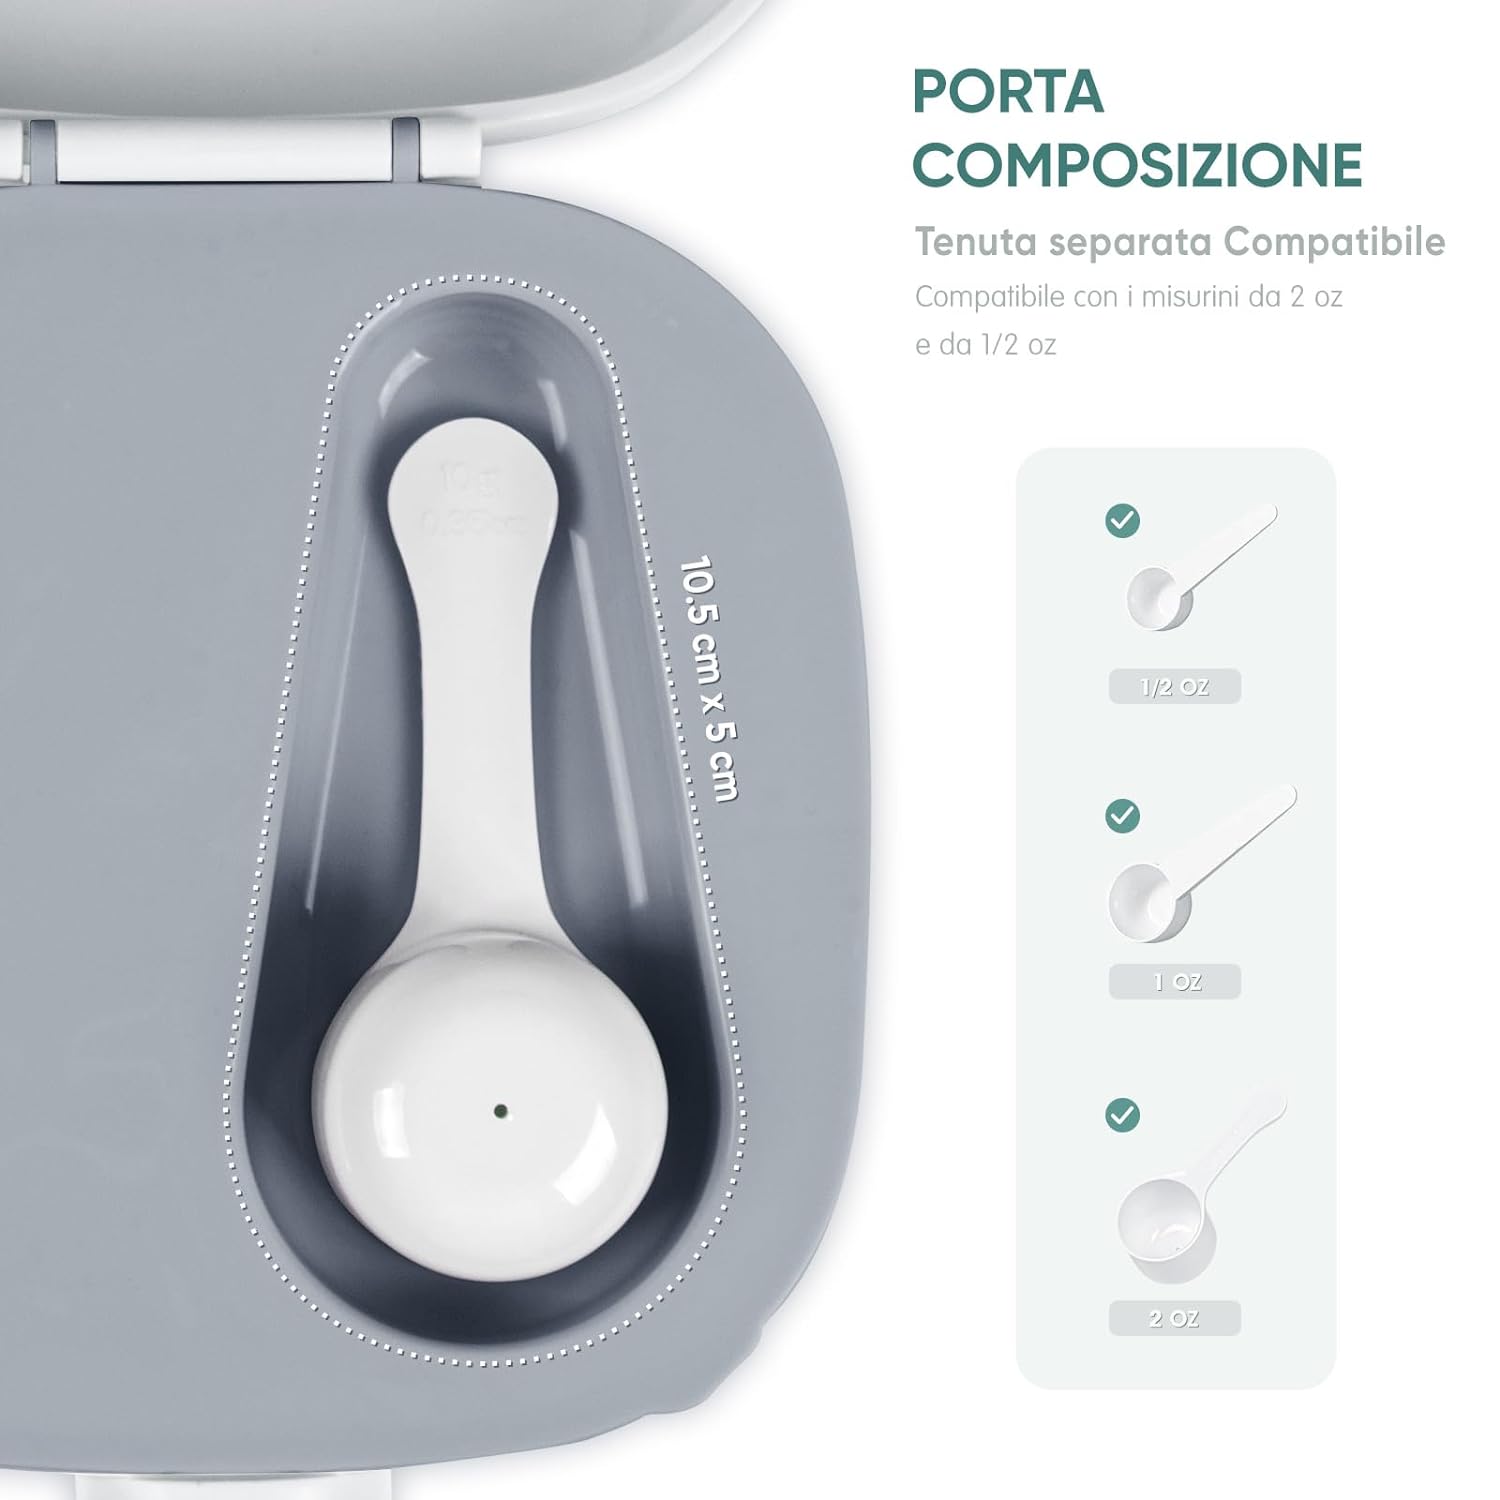 PORTA
COMPOSIZIONE
Tenuta separata Compatibile
Compatibile con i misurini da 2 oz
e da 1/2 oz
10 g
10.5 cm x 5 cm
1/2 OZ
1 OZ
2 OZ